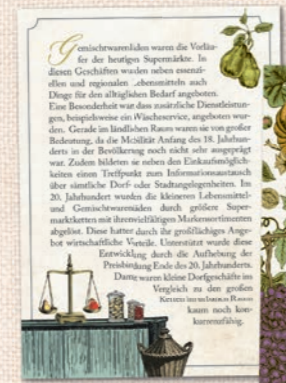 Gemischtwarenläden waren die Vorläu-
fer der heutigen Supermärkte. In
diesen Geschäften wurden neben essenzi-
ellen und regionalen Lebensmitteln auch
Dinge für den alltäglichen Bedarf angeboten.
Eine Besonderheit war dass zusätzliche Dienstleistun-
gen, beispielsweise ein Wäscheservice, angeboten wur-
den. Gerade im ländlichen Raum waren sie von großer
Bedeutung, da die Mobilität Anfang des 18. Jahrhun-
derts in der Bevölkerung noch nicht sehr ausgeprägt
war. Zudem bildeten sie neben den Einkaufsmöglich-
keiten einen Treffpunkt zum Informationsaustausch
über sämtliche Dorf- oder Stadtangelegenheiten. Im
20. Jahrhundert wurden die kleineren Lebensmittel-
und Gemischtwarenläden durch größere Super-
marktketten mit ihren vielfältigen Markensortimenten
abgelöst. Diese hatten durch ihr großflächiges Ange-
bot wirtschaftliche Vorteile. Unterstützt wurde diese
Entwicklung durch die Aufhebung der
Preisbindung Ende des 20. Jahrhunderts.
Damit waren kleine Dorfgeschäfte im
Vergleich zu den großen
Ketten im urbanen Raum
kaum noch kon-
kurrenzfähig.